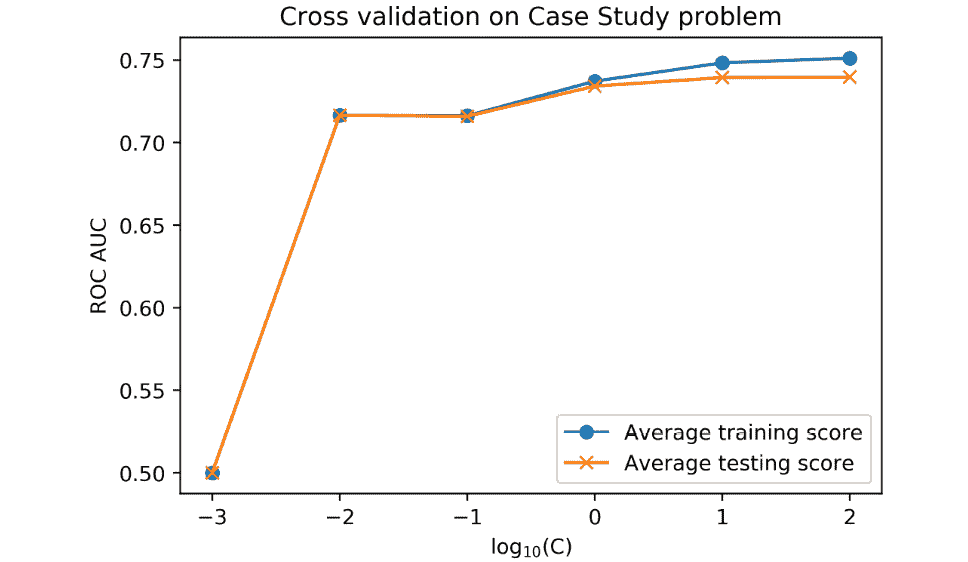 Cross validation on Case Study problem
0.75
0.70
0.65
0.60
0.55
0.50
ROC AUC
Average training score
Average testing score
−3 −2 −1 0 1 2
log₁₀(C)